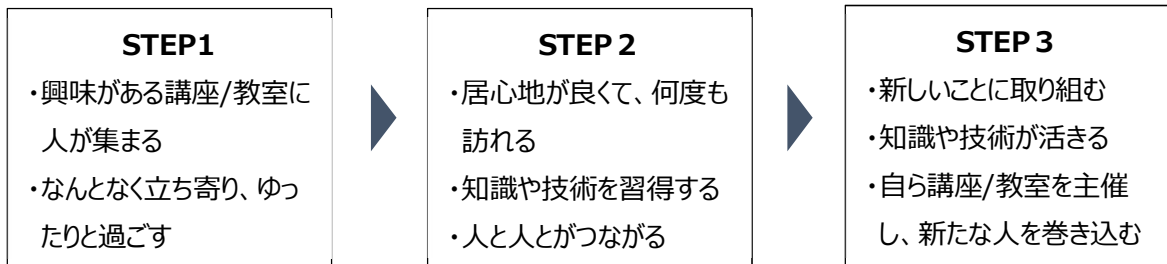 STEP1
・興味がある講座/教室に
人が集まる
・なんとなく立ち寄り、ゆっ
たりと過ごす
STEP 2
・居心地が良くて、何度も
訪れる
・知識や技術を習得する
・人と人とがつながる
STEP 3
・新しいことに取り組む
・知識や技術が活きる
・自ら講座/教室を主催
し、新たな人を巻き込む